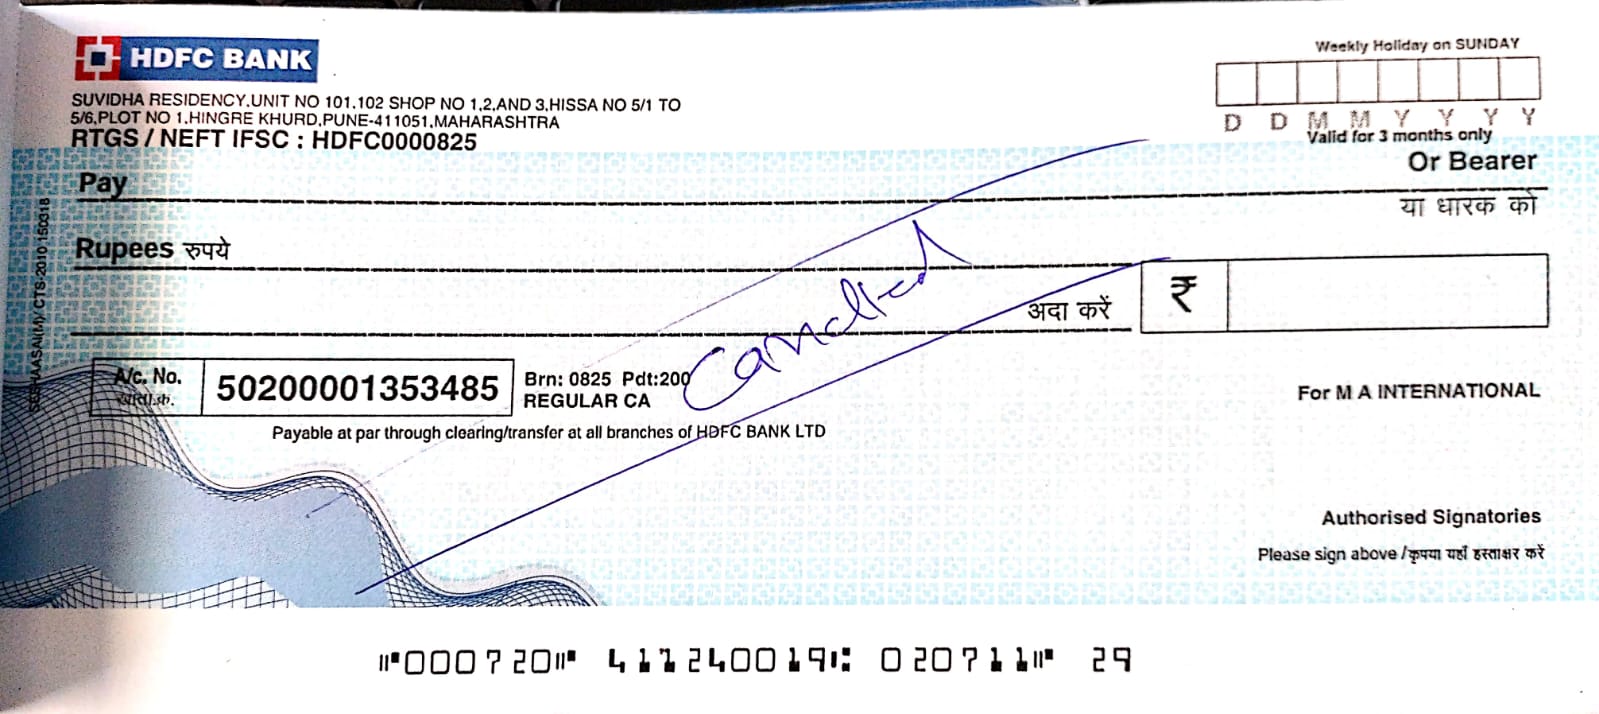 HDFC BANK
Weekly Holiday on SUNDAY
SUVIDHA RESIDENCY,UNIT NO 101,102 SHOP NO 1,2,AND 3,HISSA NO 5/1 TO
5/6,PLOT NO 1,HINGRE KHURD,PUNE-411051,MAHARASHTRA
RTGS / NEFT IFSC : HDFC0000825
D D M M Y Y Y Y
Valid for 3 months only
Pay
Or Bearer
या धारक को
Rupees रुपये
Cancelled
अदा करें ₹
A/c. No.
50200001353485
Brn: 0825 Pdt:200
REGULAR CA
For M A INTERNATIONAL
Payable at par through clearing/transfer at all branches of HDFC BANK LTD
Authorised Signatories
Please sign above / कृपया यहाँ हस्ताक्षर करें
CTS-2010 150318
⑈000720⑈ 411240019⑆ 020711⑈ 29